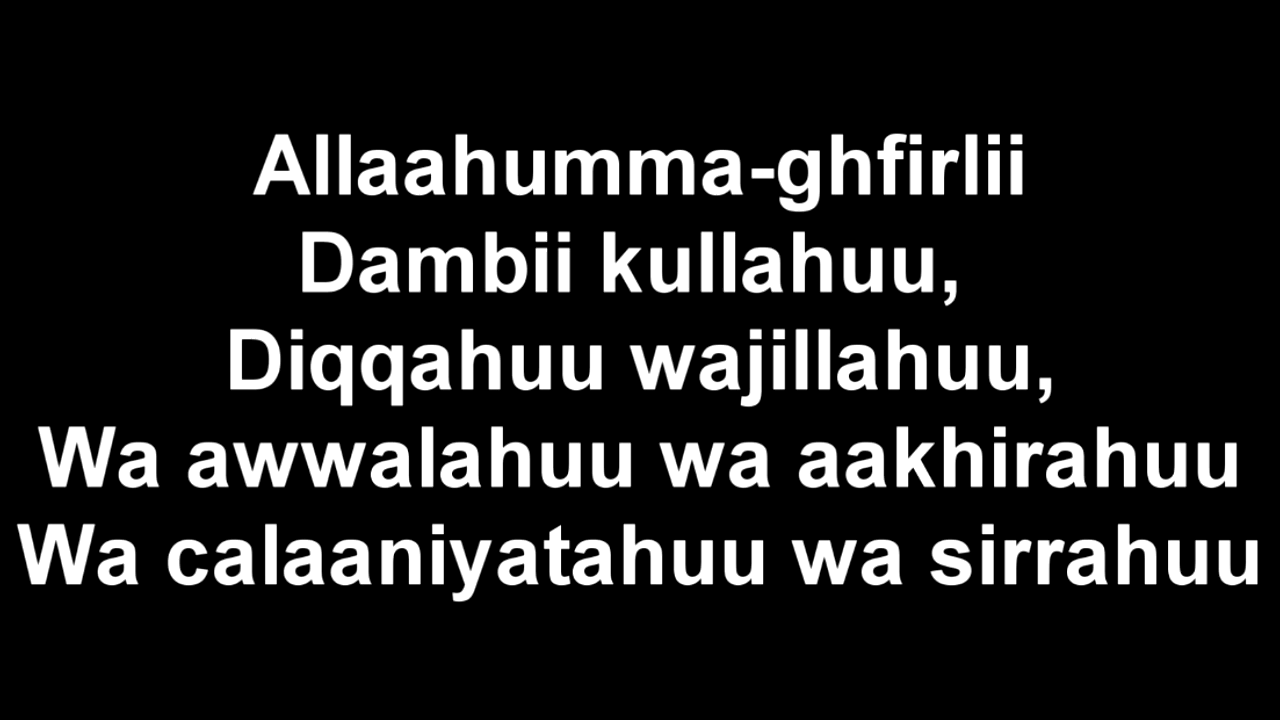 Allaahumma-ghfirlii
Dambii kullahuu,
Diqqahuu wajillahuu,
Wa awwalahuu wa aakhirahuu
Wa calaaniyatahuu wa sirrahuu